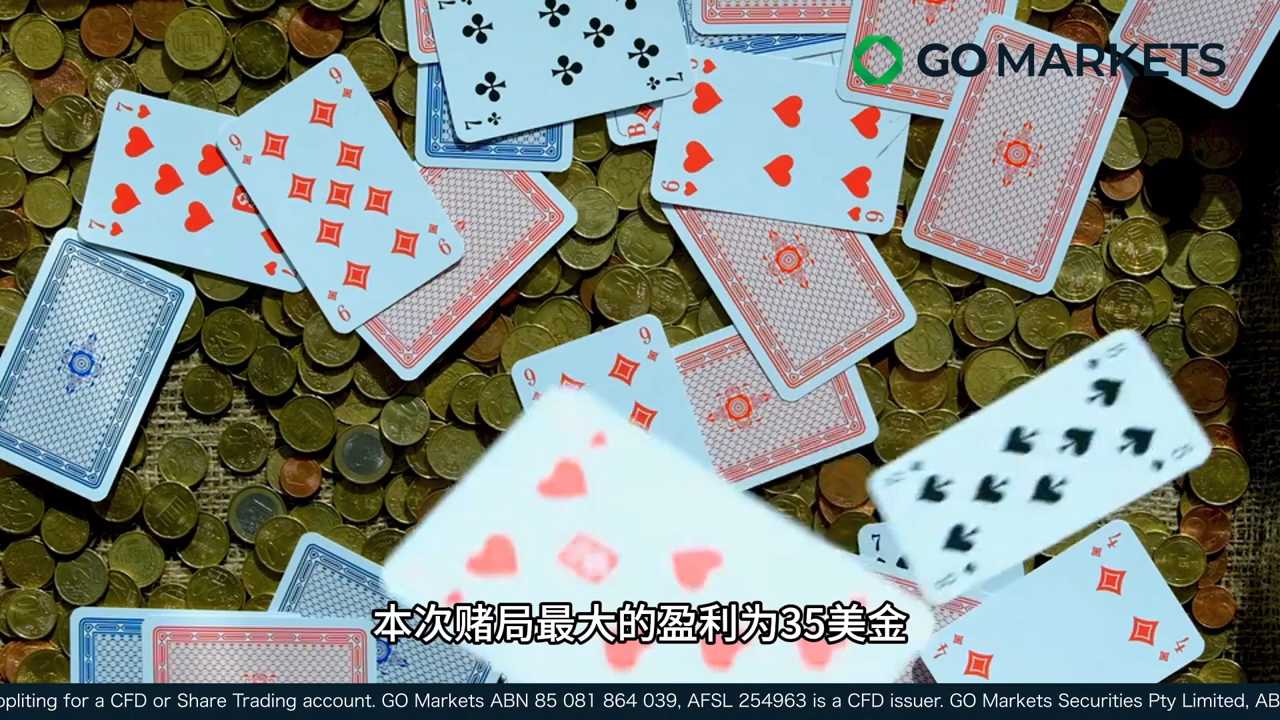 GO MARKETS
本次赌局最大的盈利为35美金
ppliting for a CFD or Share Trading account. GO Markets ABN 85 081 864 039, AFSL 254963 is a CFD issuer. GO Markets Securities Pty Limited, AB